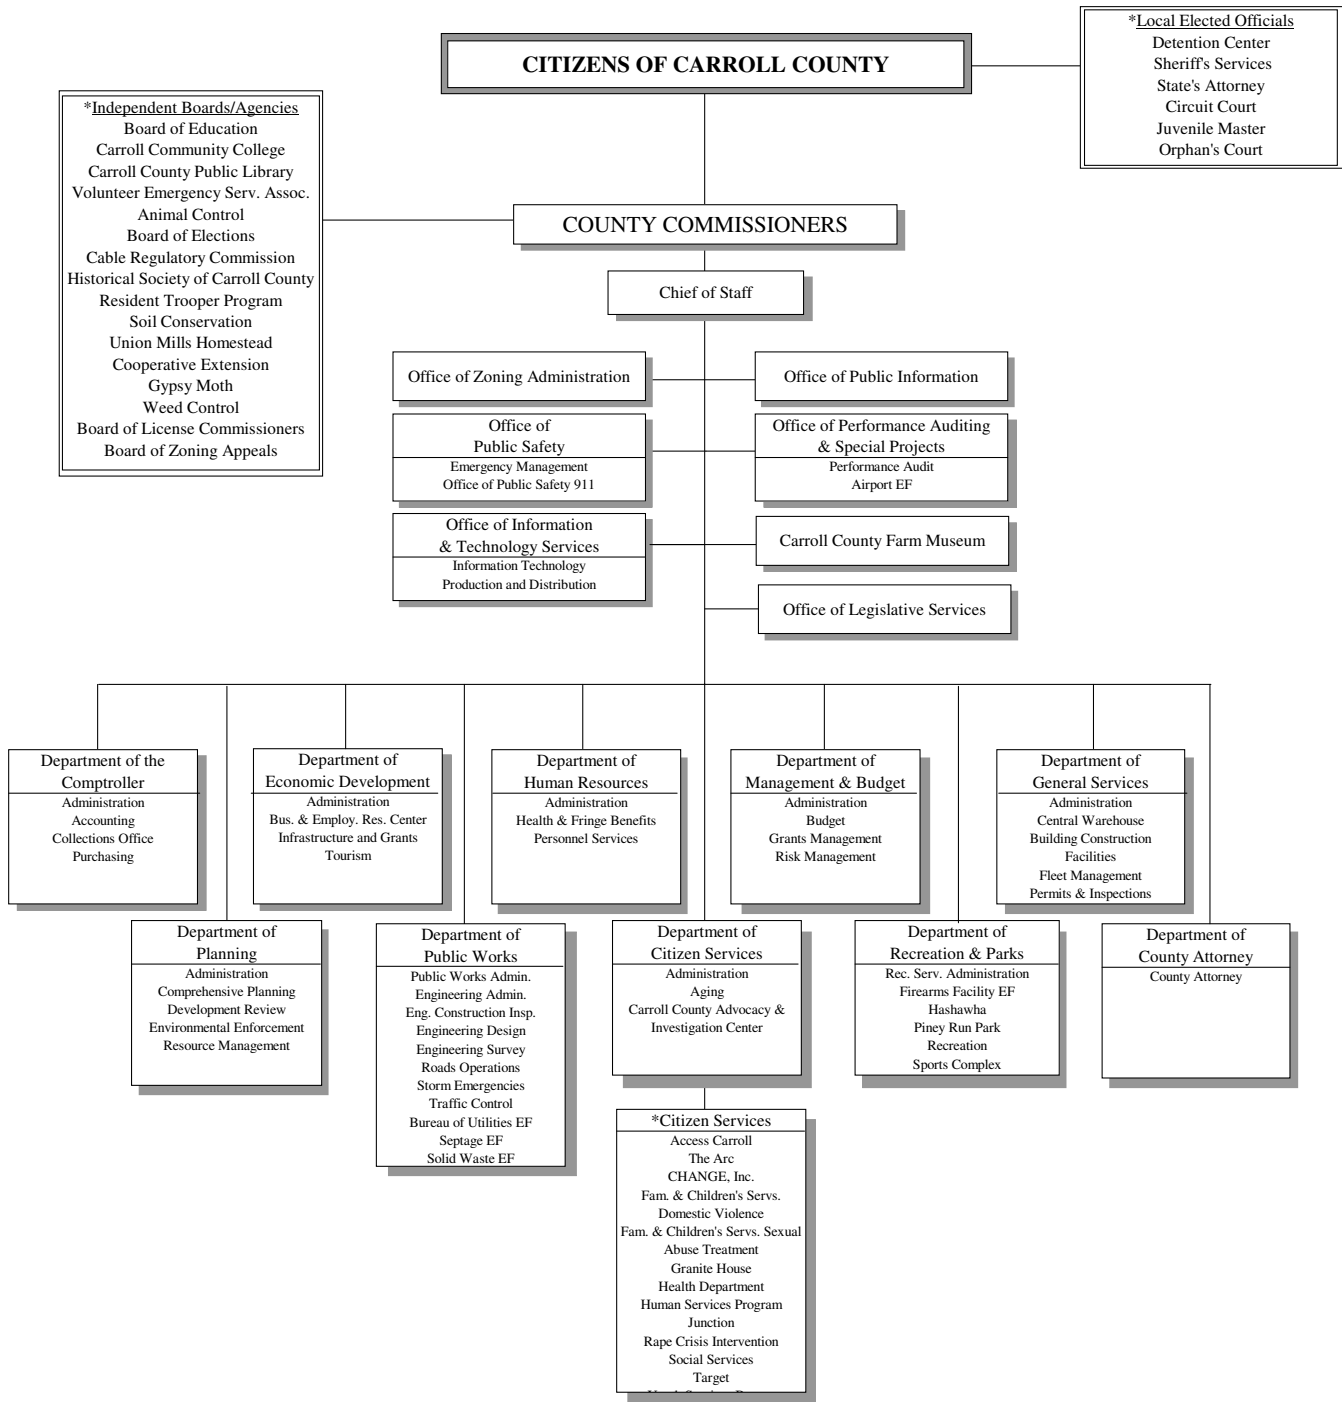 *Local Elected Officials
Detention Center
Sheriff's Services
State's Attorney
Circuit Court
Juvenile Master
Orphan's Court
CITIZENS OF CARROLL COUNTY
*Independent Boards/Agencies
Board of Education
Carroll Community College
Carroll County Public Library
Volunteer Emergency Serv. Assoc.
Animal Control
Board of Elections
Cable Regulatory Commission
Historical Society of Carroll County
Resident Trooper Program
Soil Conservation
Union Mills Homestead
Cooperative Extension
Gypsy Moth
Weed Control
Board of License Commissioners
Board of Zoning Appeals
COUNTY COMMISSIONERS
Chief of Staff
Office of Zoning Administration
Office of Public Information
Office of
Public Safety
Emergency Management
Office of Public Safety 911
Office of Performance Auditing
& Special Projects
Performance Audit
Airport EF
Office of Information
& Technology Services
Information Technology
Production and Distribution
Carroll County Farm Museum
Office of Legislative Services
Department of the
Comptroller
Administration
Accounting
Collections Office
Purchasing
Department of
Economic Development
Administration
Bus. & Employ. Res. Center
Infrastructure and Grants
Tourism
Department of
Human Resources
Administration
Health & Fringe Benefits
Personnel Services
Department of
Management & Budget
Administration
Budget
Grants Management
Risk Management
Department of
General Services
Administration
Central Warehouse
Building Construction
Facilities
Fleet Management
Permits & Inspections
Department of
Planning
Administration
Comprehensive Planning
Development Review
Environmental Enforcement
Resource Management
Department of
Public Works
Public Works Admin.
Engineering Admin.
Eng. Construction Insp.
Engineering Design
Engineering Survey
Roads Operations
Storm Emergencies
Traffic Control
Bureau of Utilities EF
Septage EF
Solid Waste EF
Department of
Citizen Services
Administration
Aging
Carroll County Advocacy &
Investigation Center
Department of
Recreation & Parks
Rec. Serv. Administration
Firearms Facility EF
Hashawha
Piney Run Park
Recreation
Sports Complex
Department of
County Attorney
County Attorney
*Citizen Services
Access Carroll
The Arc
CHANGE, Inc.
Fam. & Children's Servs.
Domestic Violence
Fam. & Children's Servs. Sexual
Abuse Treatment
Granite House
Health Department
Human Services Program
Junction
Rape Crisis Intervention
Social Services
Target